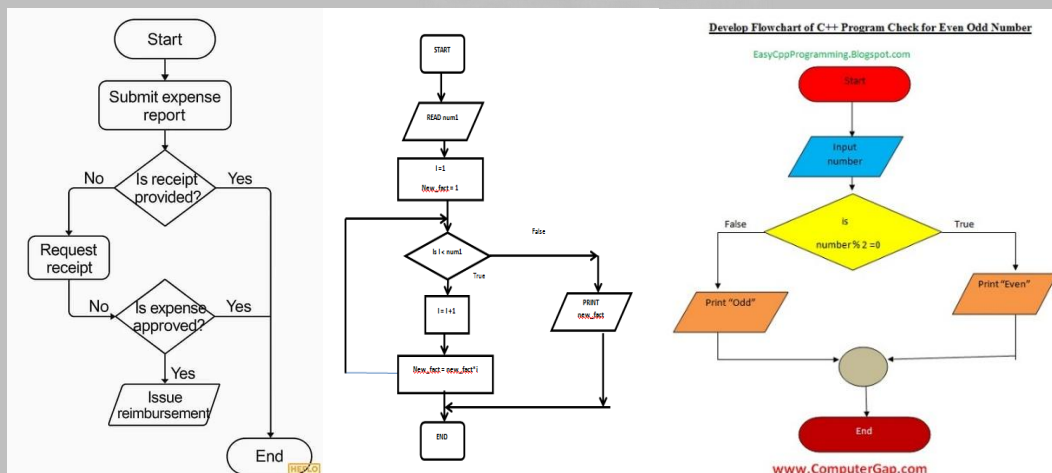 Start
Submit expense
report
No
Is receipt
provided?
Yes
Request
receipt
No
Is expense
approved?
Yes
Yes
Issue
reimbursement
End
HEFLO
START
READ num1
i =1
New_fact = 1
Is i < num1
False
True
i = i +1
PRINT
new_fact
New_fact = new_fact*i
END
Develop Flowchart of C++ Program Check for Even Odd Number
EasyCppProgramming.Blogspot.com
Start
Input
number
is
number % 2 =0
False
True
Print "Odd"
Print "Even"
End
www.ComputerGap.com